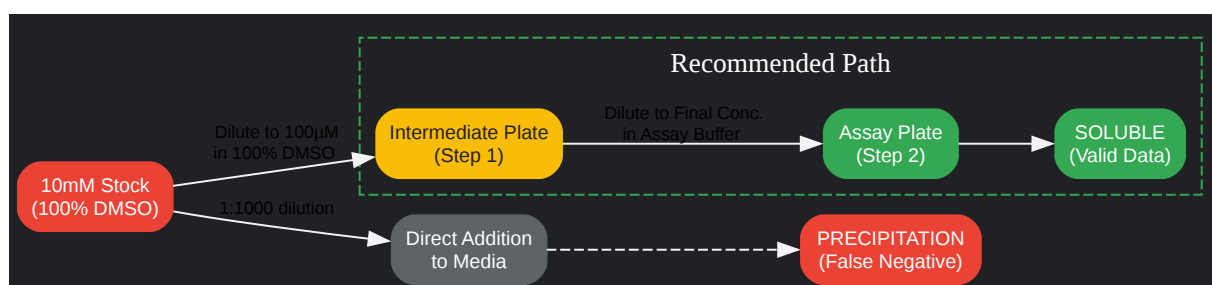 Recommended Path
Dilute to 100µM
in 100% DMSO
Intermediate Plate
(Step 1)
Dilute to Final Conc.
in Assay Buffer
Assay Plate
(Step 2)
SOLUBLE
(Valid Data)
10mM Stock
(100% DMSO)
1:1000 dilution
Direct Addition
to Media
PRECIPITATION
(False Negative)